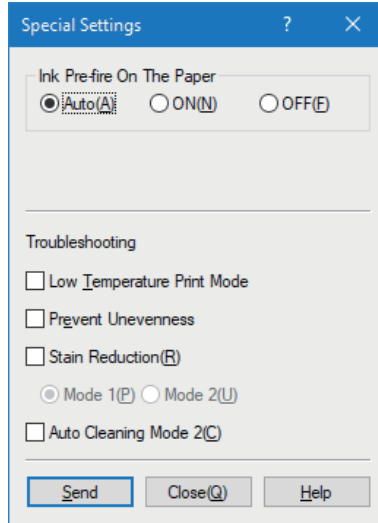 Special Settings ? ×
Ink Pre-fire On The Paper
Auto(A) ON(N) OFF(F)
Troubleshooting
Low Temperature Print Mode
Prevent Unevenness
Stain Reduction(R)
Mode 1(P) Mode 2(U)
Auto Cleaning Mode 2(C)
Send Close(Q) Help